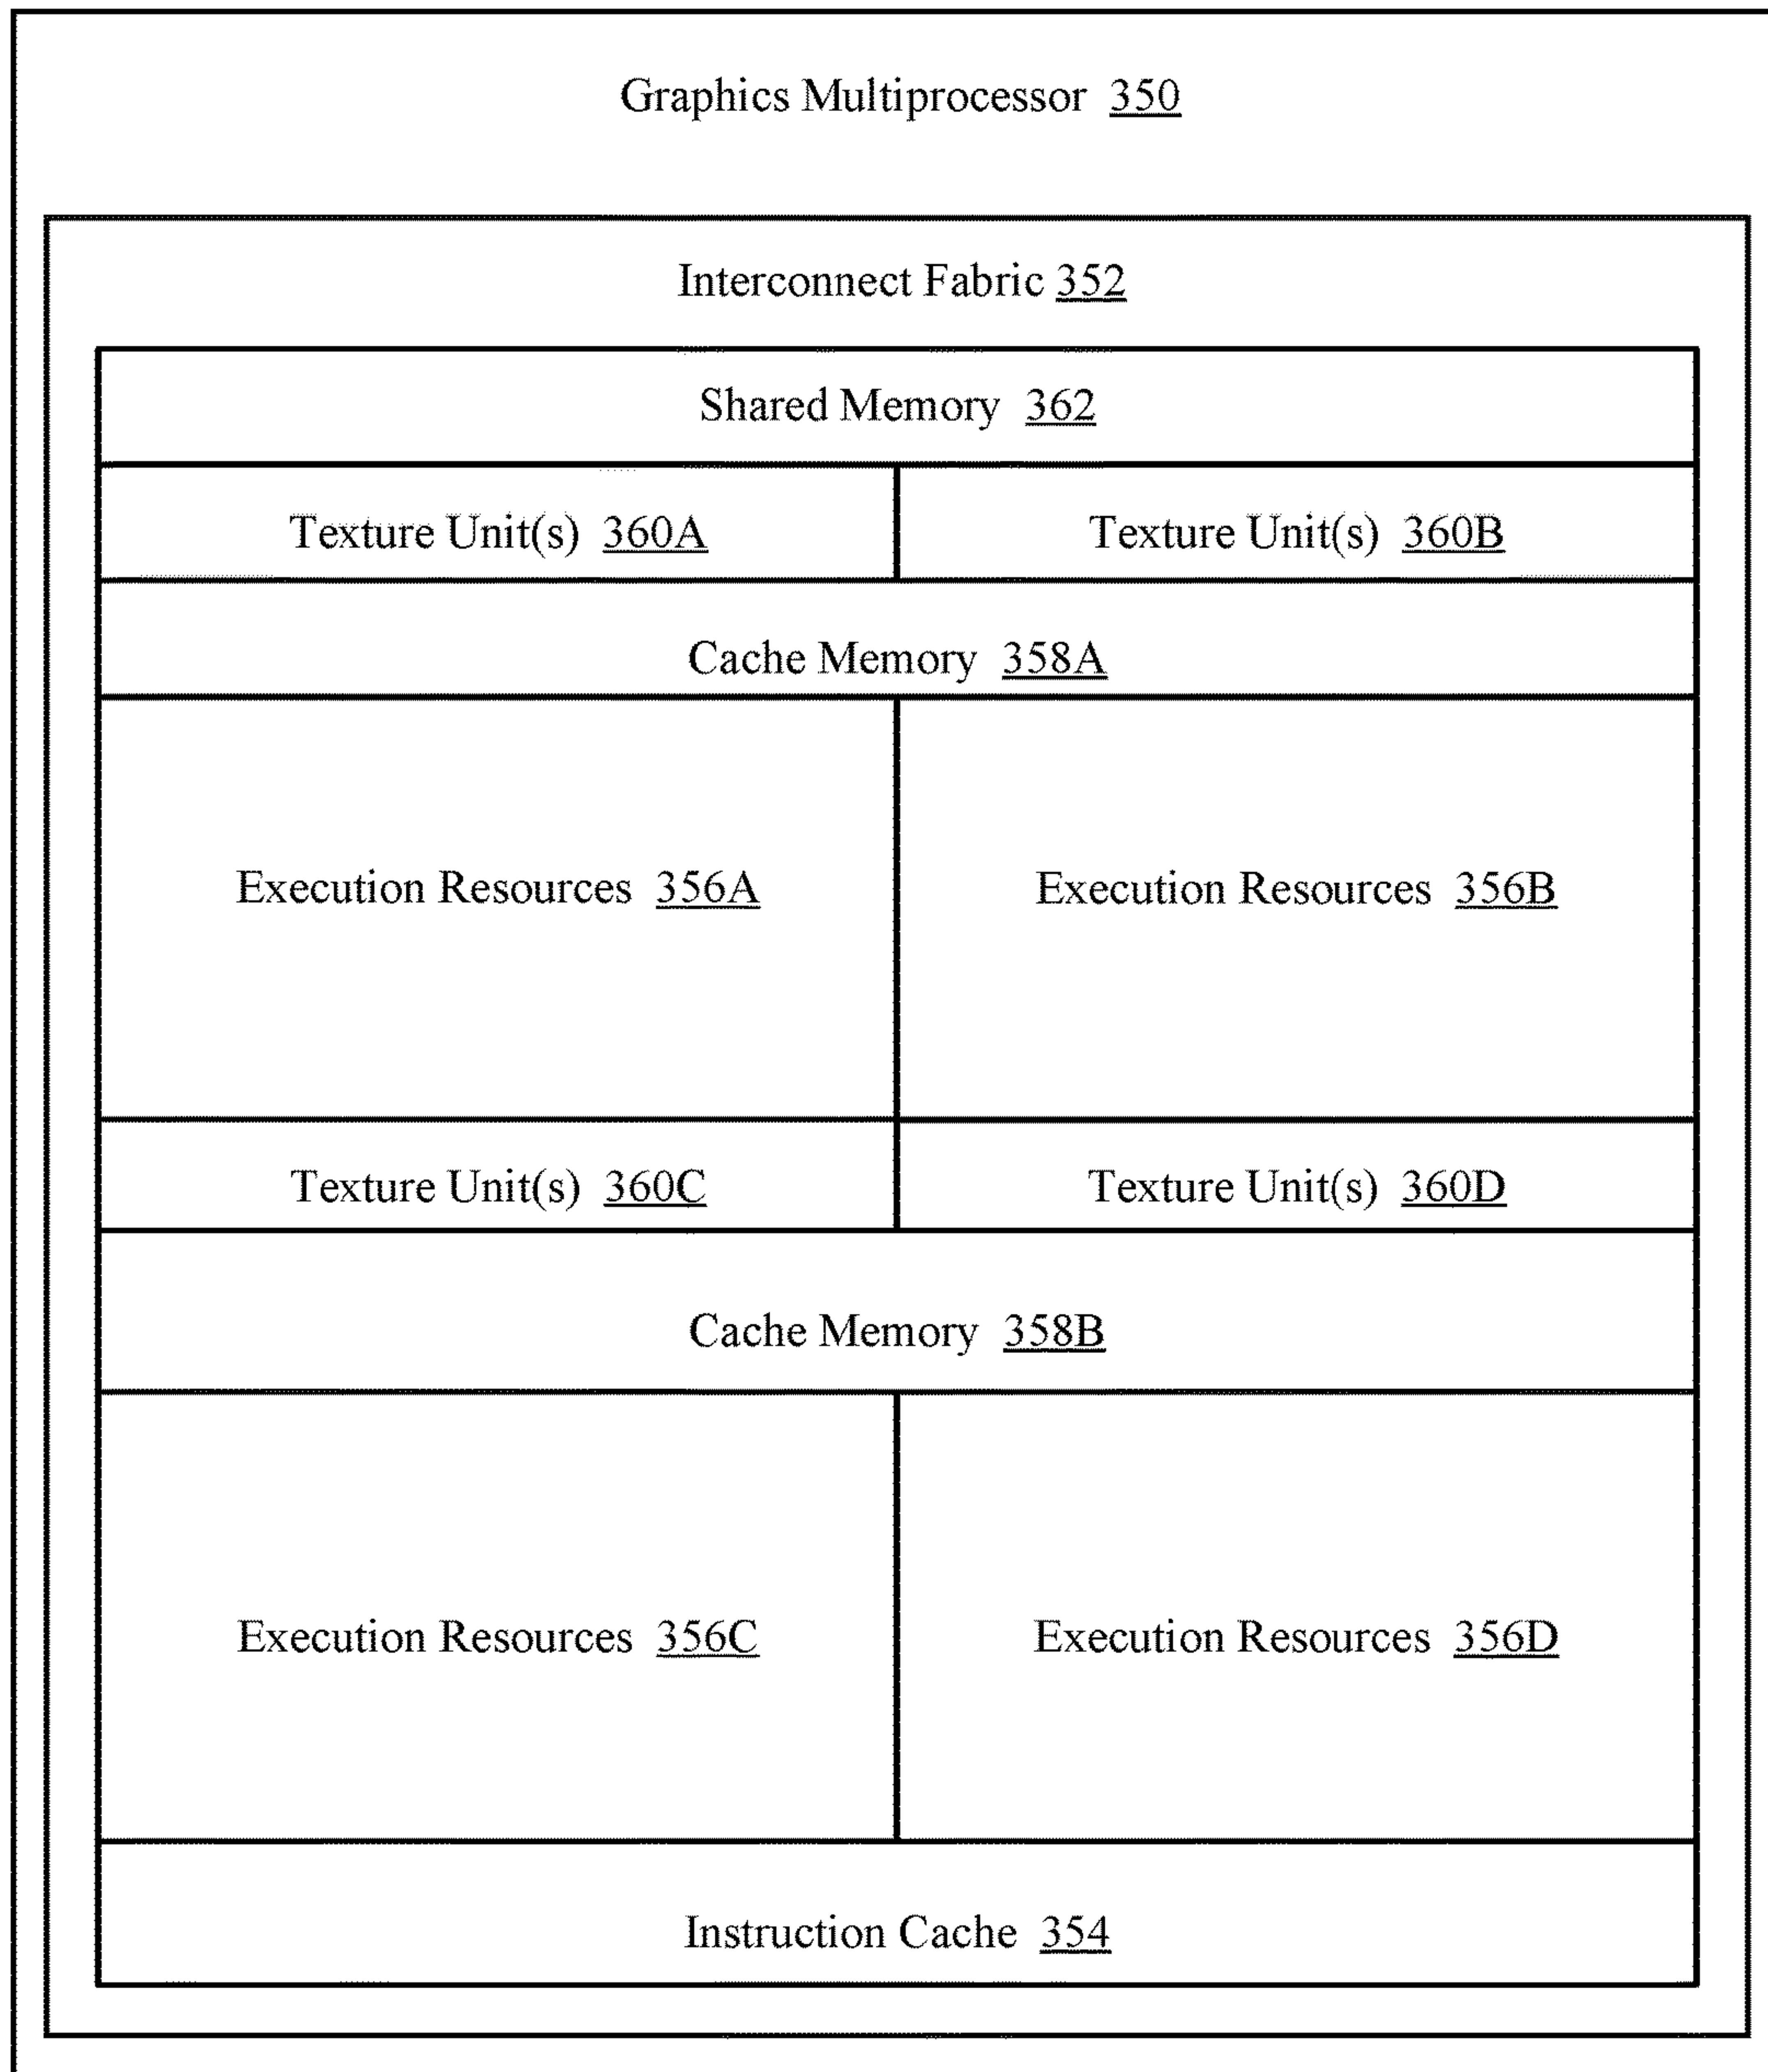 Graphics Multiprocessor 350
Interconnect Fabric 352
Shared Memory 362
Texture Unit(s) 360A
Texture Unit(s) 360B
Cache Memory 358A
Execution Resources 356A
Execution Resources 356B
Texture Unit(s) 360C
Texture Unit(s) 360D
Cache Memory 358B
Execution Resources 356C
Execution Resources 356D
Instruction Cache 354